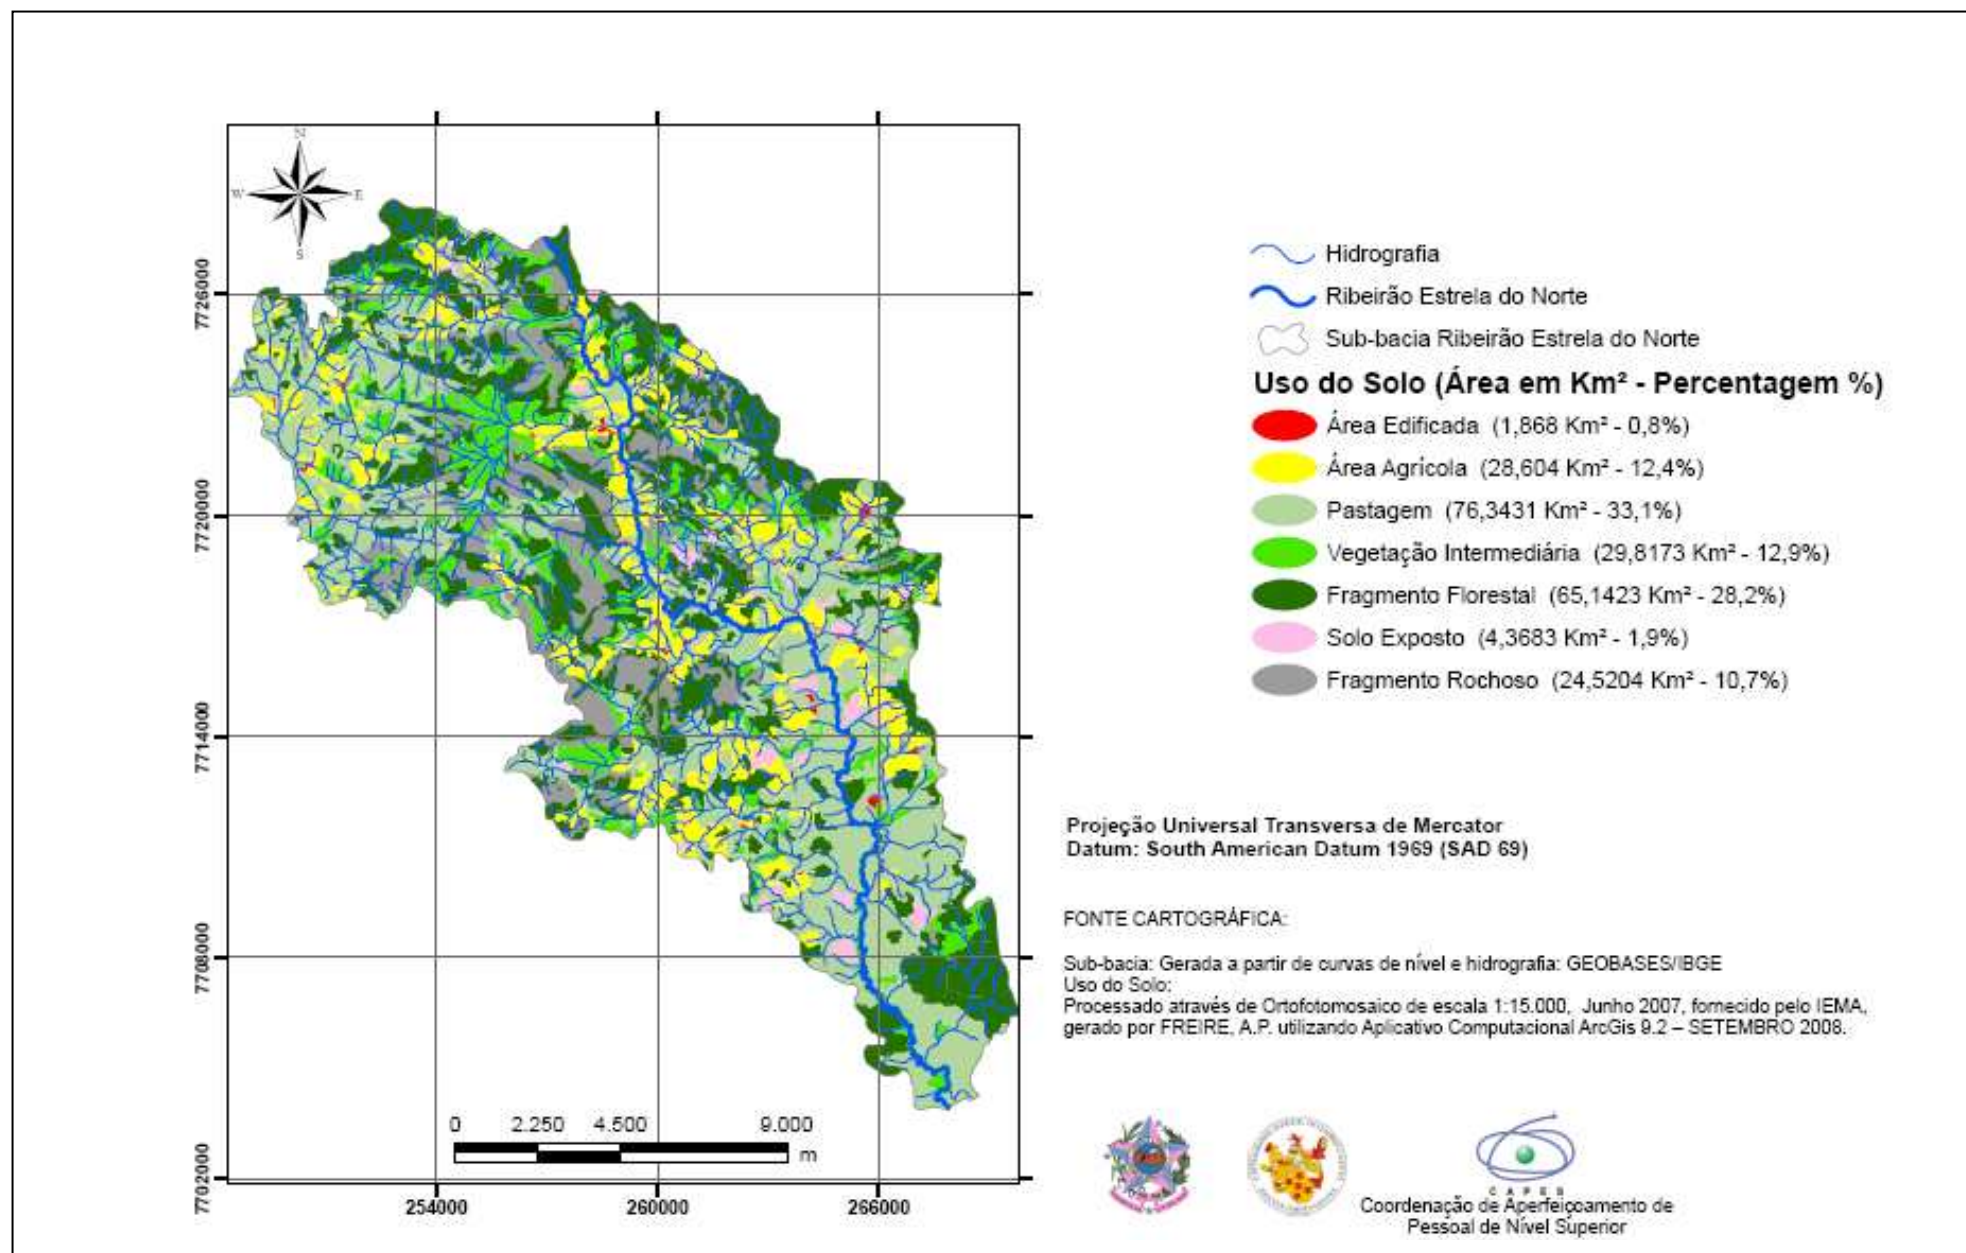 N
W
E
S
7726000
7720000
7714000
7708000
7702000
254000
260000
266000
0 2.250 4.500 9.000
m
Hidrografia
Ribeirão Estrela do Norte
Sub-bacia Ribeirão Estrela do Norte
Uso do Solo (Área em Km² - Percentagem %)
Área Edificada (1,868 Km² - 0,8%)
Área Agrícola (28,604 Km² - 12,4%)
Pastagem (76,3431 Km² - 33,1%)
Vegetação Intermediária (29,8173 Km² - 12,9%)
Fragmento Florestal (65,1423 Km² - 28,2%)
Solo Exposto (4,3683 Km² - 1,9%)
Fragmento Rochoso (24,5204 Km² - 10,7%)
Projeção Universal Transversa de Mercator
Datum: South American Datum 1969 (SAD 69)
FONTE CARTOGRÁFICA:
Sub-bacia: Gerada a partir de curvas de nível e hidrografia: GEOBASES/IBGE
Uso do Solo:
Processado através de Ortofotomosaico de escala 1:15.000, Junho 2007, fornecido pelo IEMA,
gerado por FREIRE, A.P. utilizando Aplicativo Computacional ArcGis 9.2 – SETEMBRO 2008.
CAPES
Coordenação de Aperfeiçoamento de
Pessoal de Nível Superior